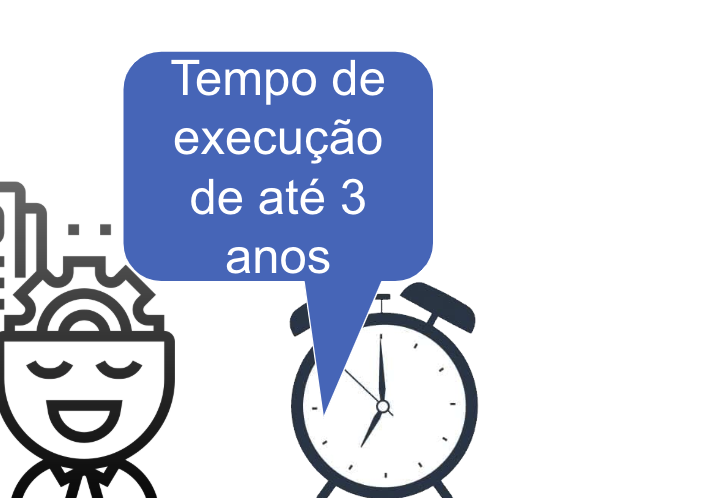 Tempo de
execução
de até 3
anos